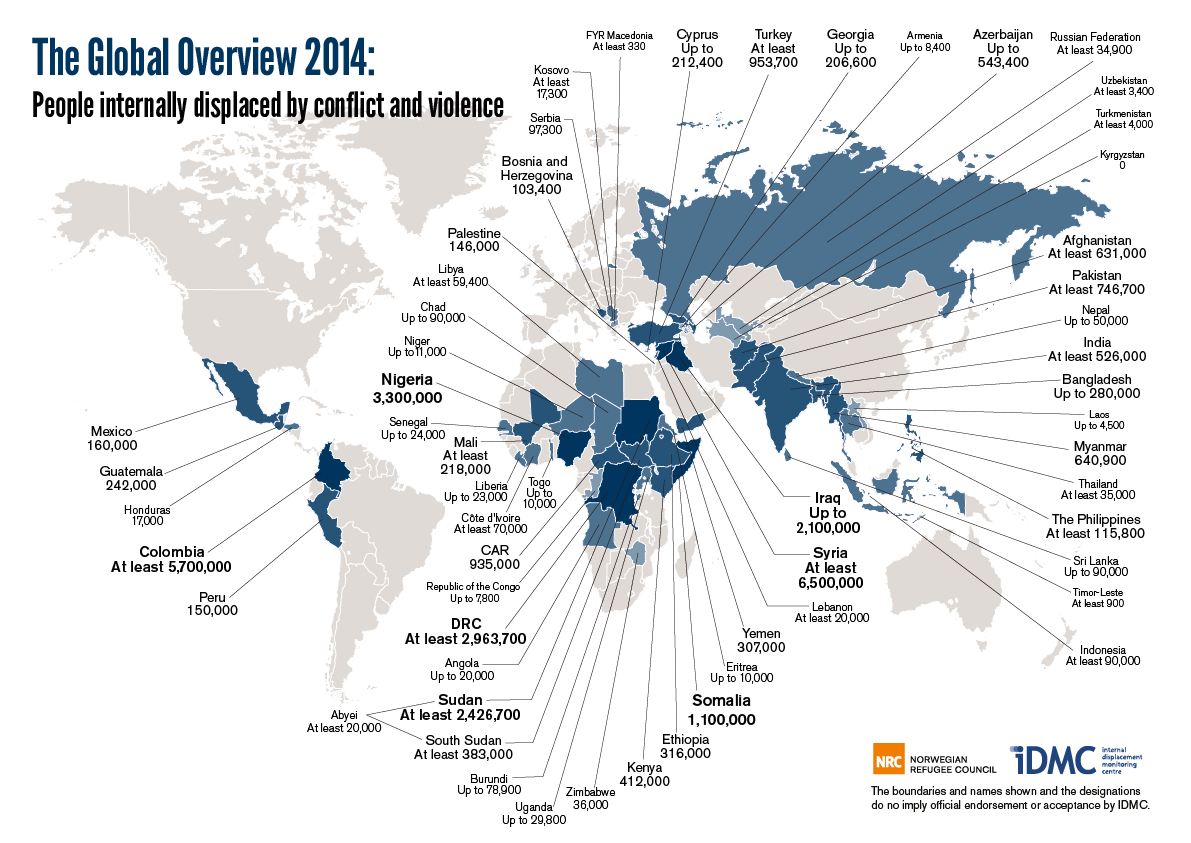 The Global Overview 2014:
People internally displaced by conflict and violence
FYR Macedonia
At least 330
Cyprus
Up to
212,400
Turkey
At least
953,700
Georgia
Up to
206,600
Armenia
Up to 8,400
Azerbaijan
Up to
543,400
Russian Federation
At least 34,900
Kosovo
At least
17,300
Uzbekistan
At least 3,400
Serbia
97,300
Turkmenistan
At least 4,000
Bosnia and
Herzegovina
103,400
Kyrgyzstan
0
Palestine
146,000
Afghanistan
At least 631,000
Libya
At least 59,400
Pakistan
At least 746,700
Chad
Up to 90,000
Nepal
Up to 50,000
Niger
Up to11,000
India
At least 526,000
Nigeria
3,300,000
Bangladesh
Up to 280,000
Senegal
Up to 24,000
Laos
Up to 4,500
Mexico
160,000
Mali
At least
218,000
Myanmar
640,900
Guatemala
242,000
Liberia
Up to 23,000
Togo
Up to
10,000
Thailand
At least 35,000
Honduras
17,000
Côte d'Ivoire
At least 70,000
Iraq
Up to
2,100,000
The Philippines
At least 115,800
Colombia
At least 5,700,000
CAR
935,000
Syria
At least
6,500,000
Sri Lanka
Up to 90,000
Peru
150,000
Republic of the Congo
Up to 7,800
Timor-Leste
At least 900
Lebanon
At least 20,000
DRC
At least 2,963,700
Yemen
307,000
Indonesia
At least 90,000
Angola
Up to 20,000
Eritrea
Up to 10,000
Sudan
At least 2,426,700
Somalia
1,100,000
Abyei
At least 20,000
South Sudan
At least 383,000
Ethiopia
316,000
Kenya
412,000
Burundi
Up to 78,900
Zimbabwe
36,000
Uganda
Up to 29,800
NRC
NORWEGIAN
REFUGEE COUNCIL
iDMC
internal
displacement
monitoring
centre
The boundaries and names shown and the designations
do no imply official endorsement or acceptance by IDMC.